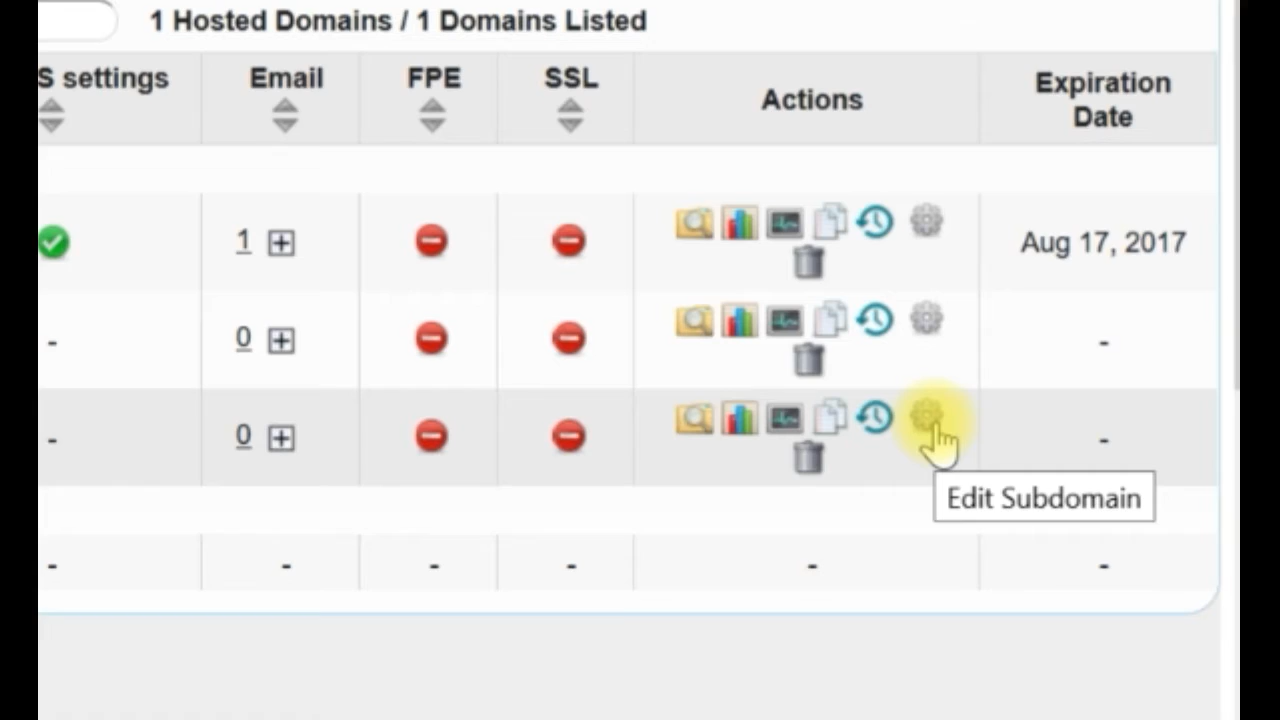 1 Hosted Domains / 1 Domains Listed
S settings Email FPE SSL Actions Expiration Date
1 Aug 17, 2017
- 0 -
- 0 -
Edit Subdomain
- - - - - -